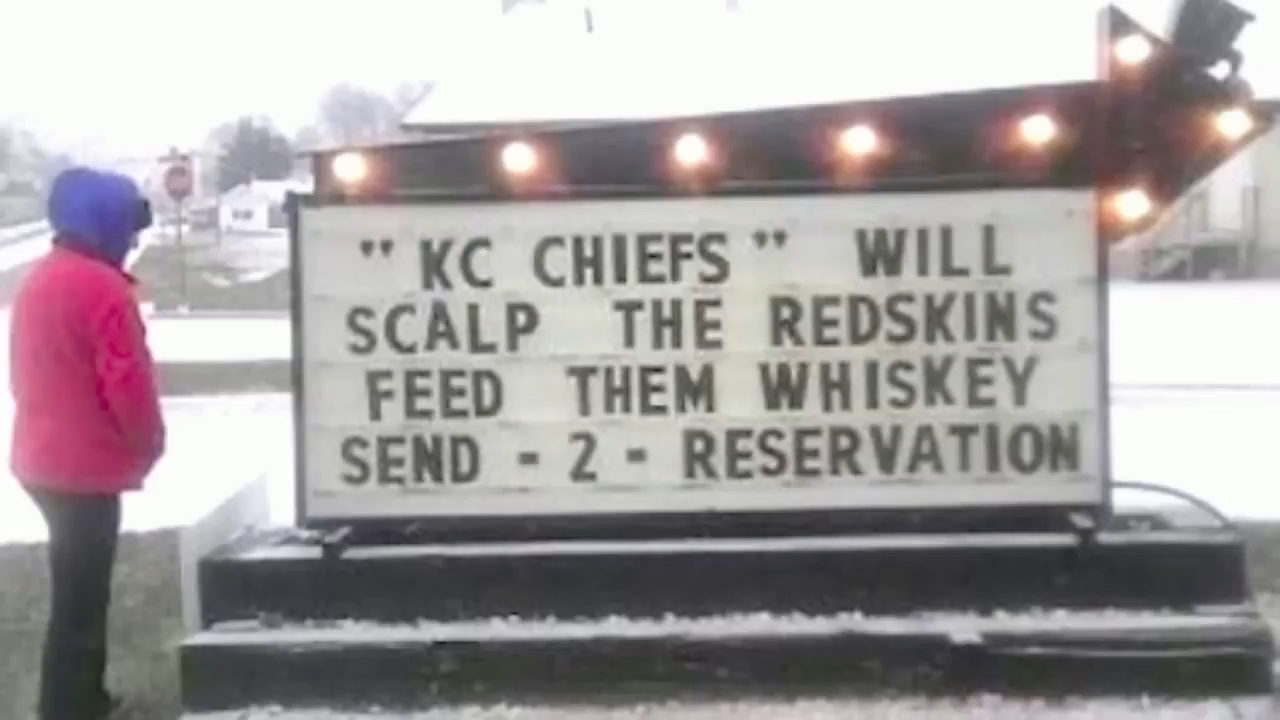 " KC CHIEFS " WILL
SCALP THE REDSKINS
FEED THEM WHISKEY
SEND - 2 - RESERVATION